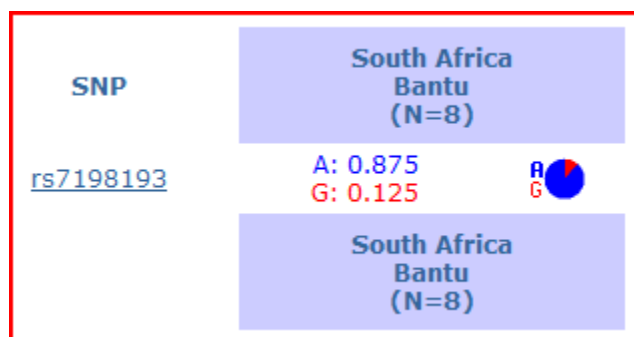 SNP
South Africa
Bantu
(N=8)
rs7198193
A: 0.875
G: 0.125
A
G
South Africa
Bantu
(N=8)